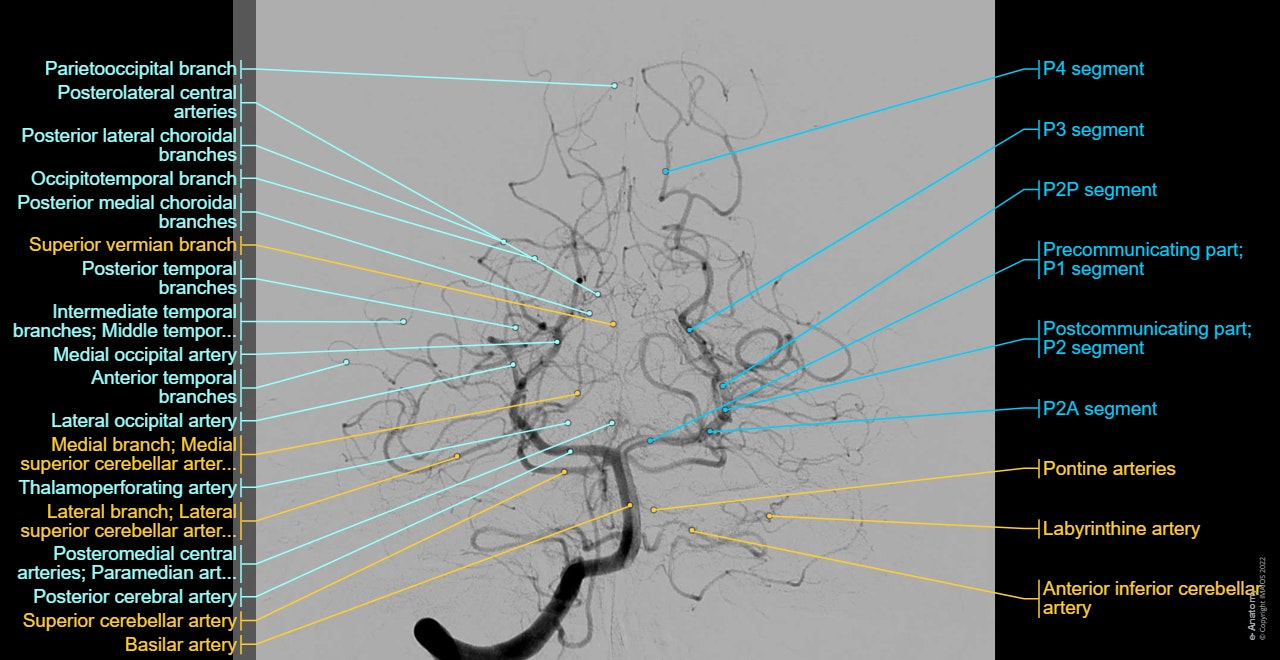 Parietooccipital branch
Posterolateral central
arteries
Posterior lateral choroidal
branches
Occipitotemporal branch
Posterior medial choroidal
branches
Superior vermian branch
Posterior temporal
branches
Intermediate temporal
branches; Middle tempor...
Medial occipital artery
Anterior temporal
branches
Lateral occipital artery
Medial branch; Medial
superior cerebellar arter...
Thalamoperforating artery
Lateral branch; Lateral
superior cerebellar arter...
Posteromedial central
arteries; Paramedian art...
Posterior cerebral artery
Superior cerebellar artery
Basilar artery
P4 segment
P3 segment
P2P segment
Precommunicating part;
P1 segment
Postcommunicating part;
P2 segment
P2A segment
Pontine arteries
Labyrinthine artery
Anterior inferior cerebellar
artery
© Copyright IMAIOS 2022